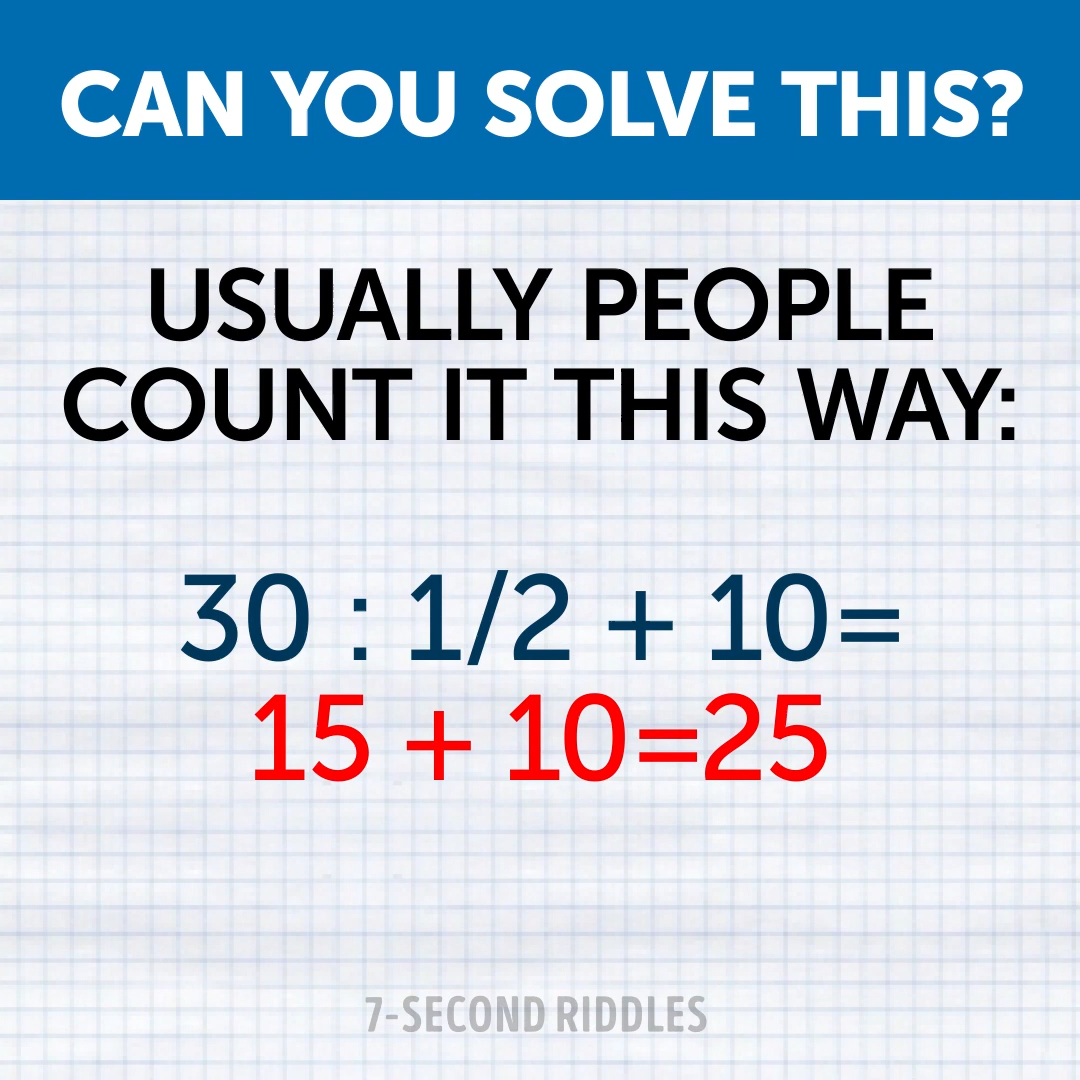 CAN YOU SOLVE THIS?
USUALLY PEOPLE
COUNT IT THIS WAY:
30 : 1/2 + 10=
15 + 10=25
7-SECOND RIDDLES